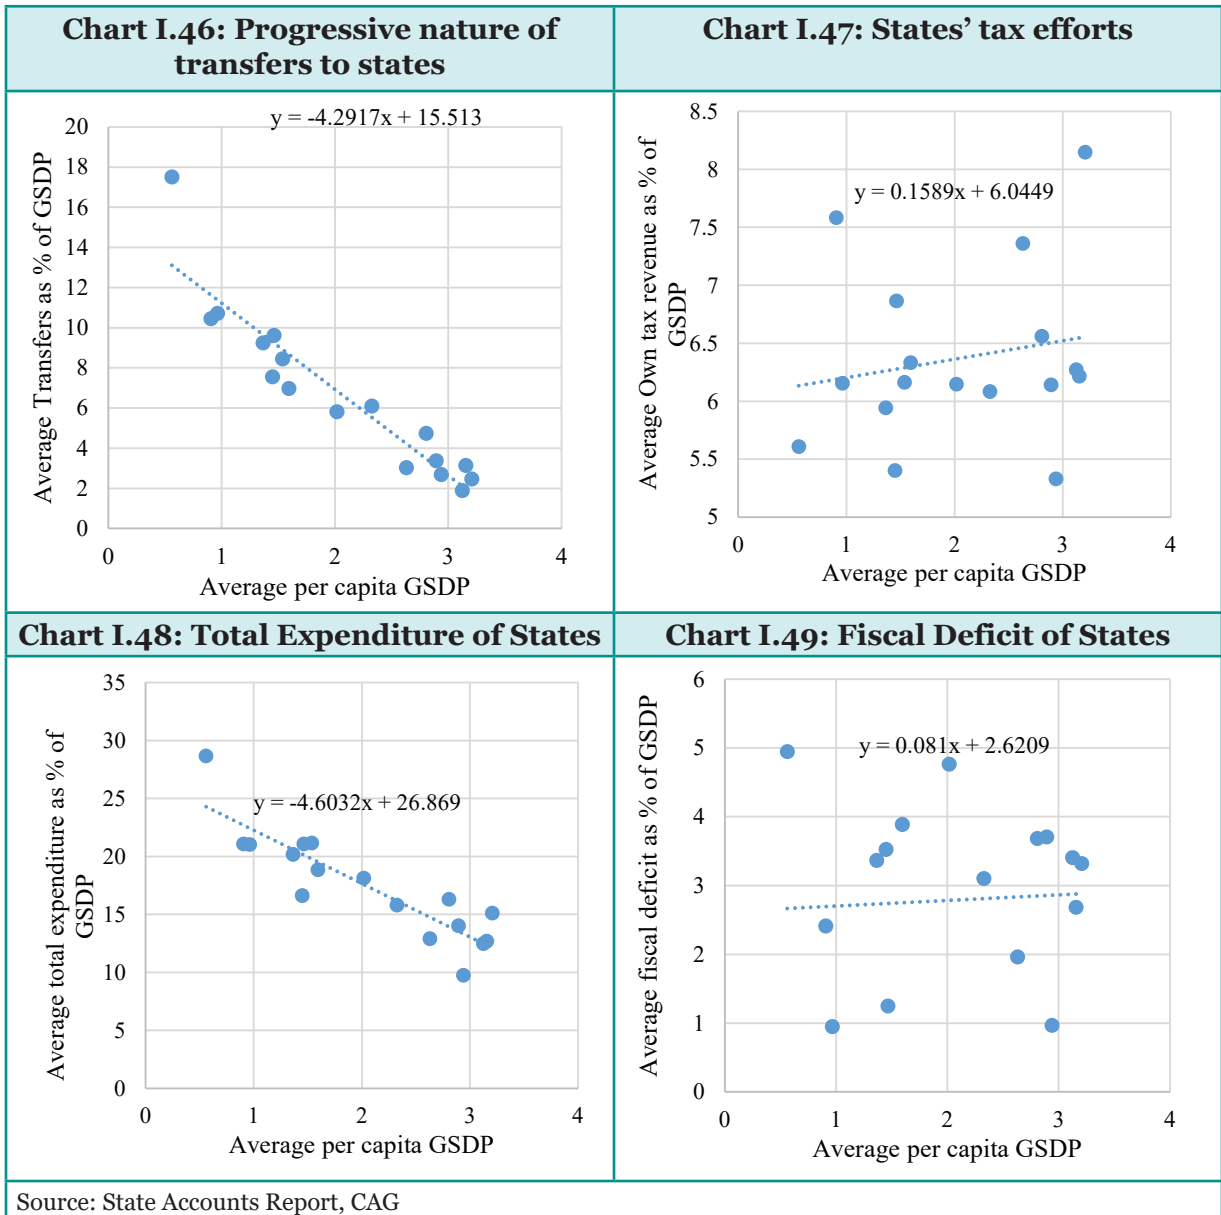 Chart I.46: Progressive nature of
transfers to states
y = -4.2917x + 15.513
Average Transfers as % of GSDP
20
18
16
14
12
10
8
6
4
2
0
0 1 2 3 4
Average per capita GSDP
Chart I.47: States' tax efforts
y = 0.1589x + 6.0449
Average Own tax revenue as % of
GSDP
8.5
8
7.5
7
6.5
6
5.5
5
0 1 2 3 4
Average per capita GSDP
Chart I.48: Total Expenditure of States
y = -4.6032x + 26.869
Average total expenditure as % of
GSDP
35
30
25
20
15
10
5
0
0 1 2 3 4
Average per capita GSDP
Chart I.49: Fiscal Deficit of States
y = 0.081x + 2.6209
Average fiscal deficit as % of GSDP
6
5
4
3
2
1
0
0 1 2 3 4
Average per capita GSDP
Source: State Accounts Report, CAG